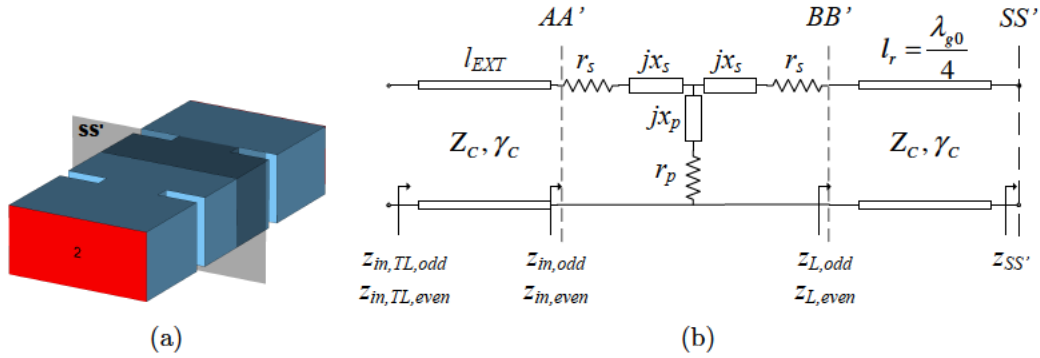 AA’ BB’ SS’
l_EXT r_s jx_s jx_s r_s l_r = λ_g0/4
SS’
jx_p
Z_C, γ_C Z_C, γ_C
r_p
2
z_in,TL,odd z_in,odd z_L,odd z_SS’
z_in,TL,even z_in,even z_L,even
(a) (b)